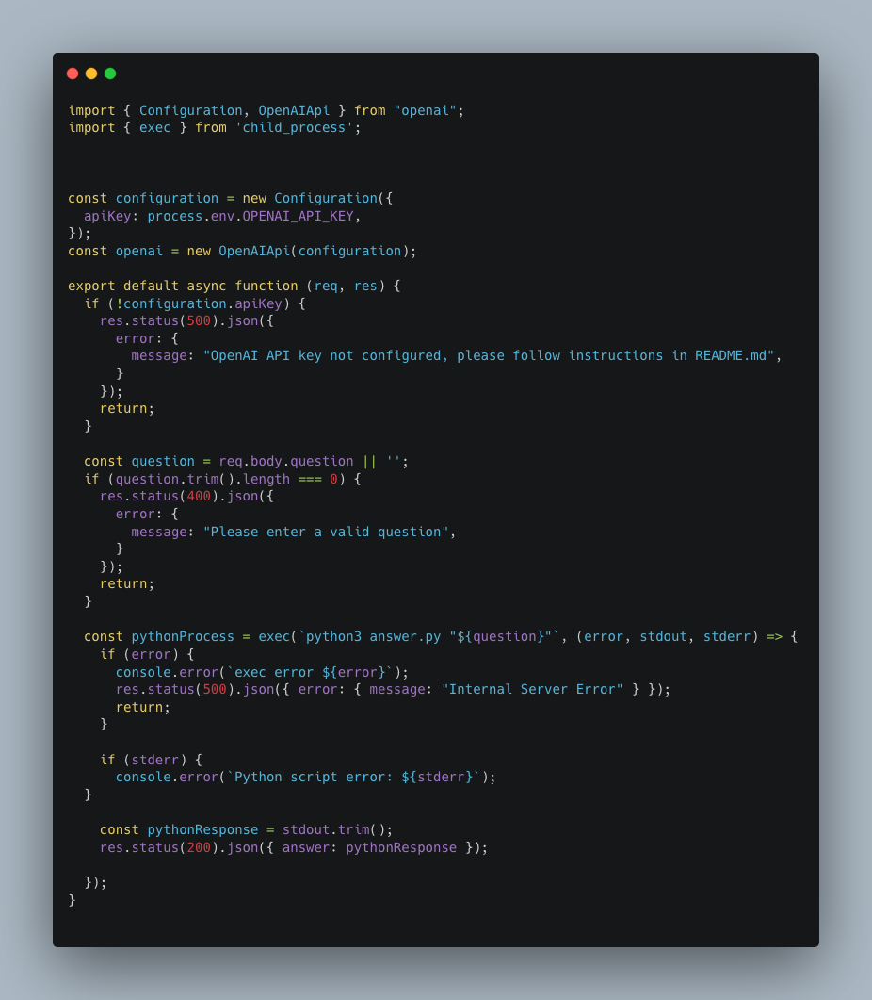 import { Configuration, OpenAIApi } from "openai";
import { exec } from 'child_process';
const configuration = new Configuration({
  apiKey: process.env.OPENAI_API_KEY,
});
const openai = new OpenAIApi(configuration);
export default async function (req, res) {
  if (!configuration.apiKey) {
    res.status(500).json({
      error: {
        message: "OpenAI API key not configured, please follow instructions in README.md",
      }
    });
    return;
  }
  const question = req.body.question || '';
  if (question.trim().length === 0) {
    res.status(400).json({
      error: {
        message: "Please enter a valid question",
      }
    });
    return;
  }
  const pythonProcess = exec(`python3 answer.py "${question}"`, (error, stdout, stderr) => {
    if (error) {
      console.error(`exec error ${error}`);
      res.status(500).json({ error: { message: "Internal Server Error" } });
      return;
    }
    if (stderr) {
      console.error(`Python script error: ${stderr}`);
  }
    const pythonResponse = stdout.trim();
    res.status(200).json({ answer: pythonResponse });
  });
}